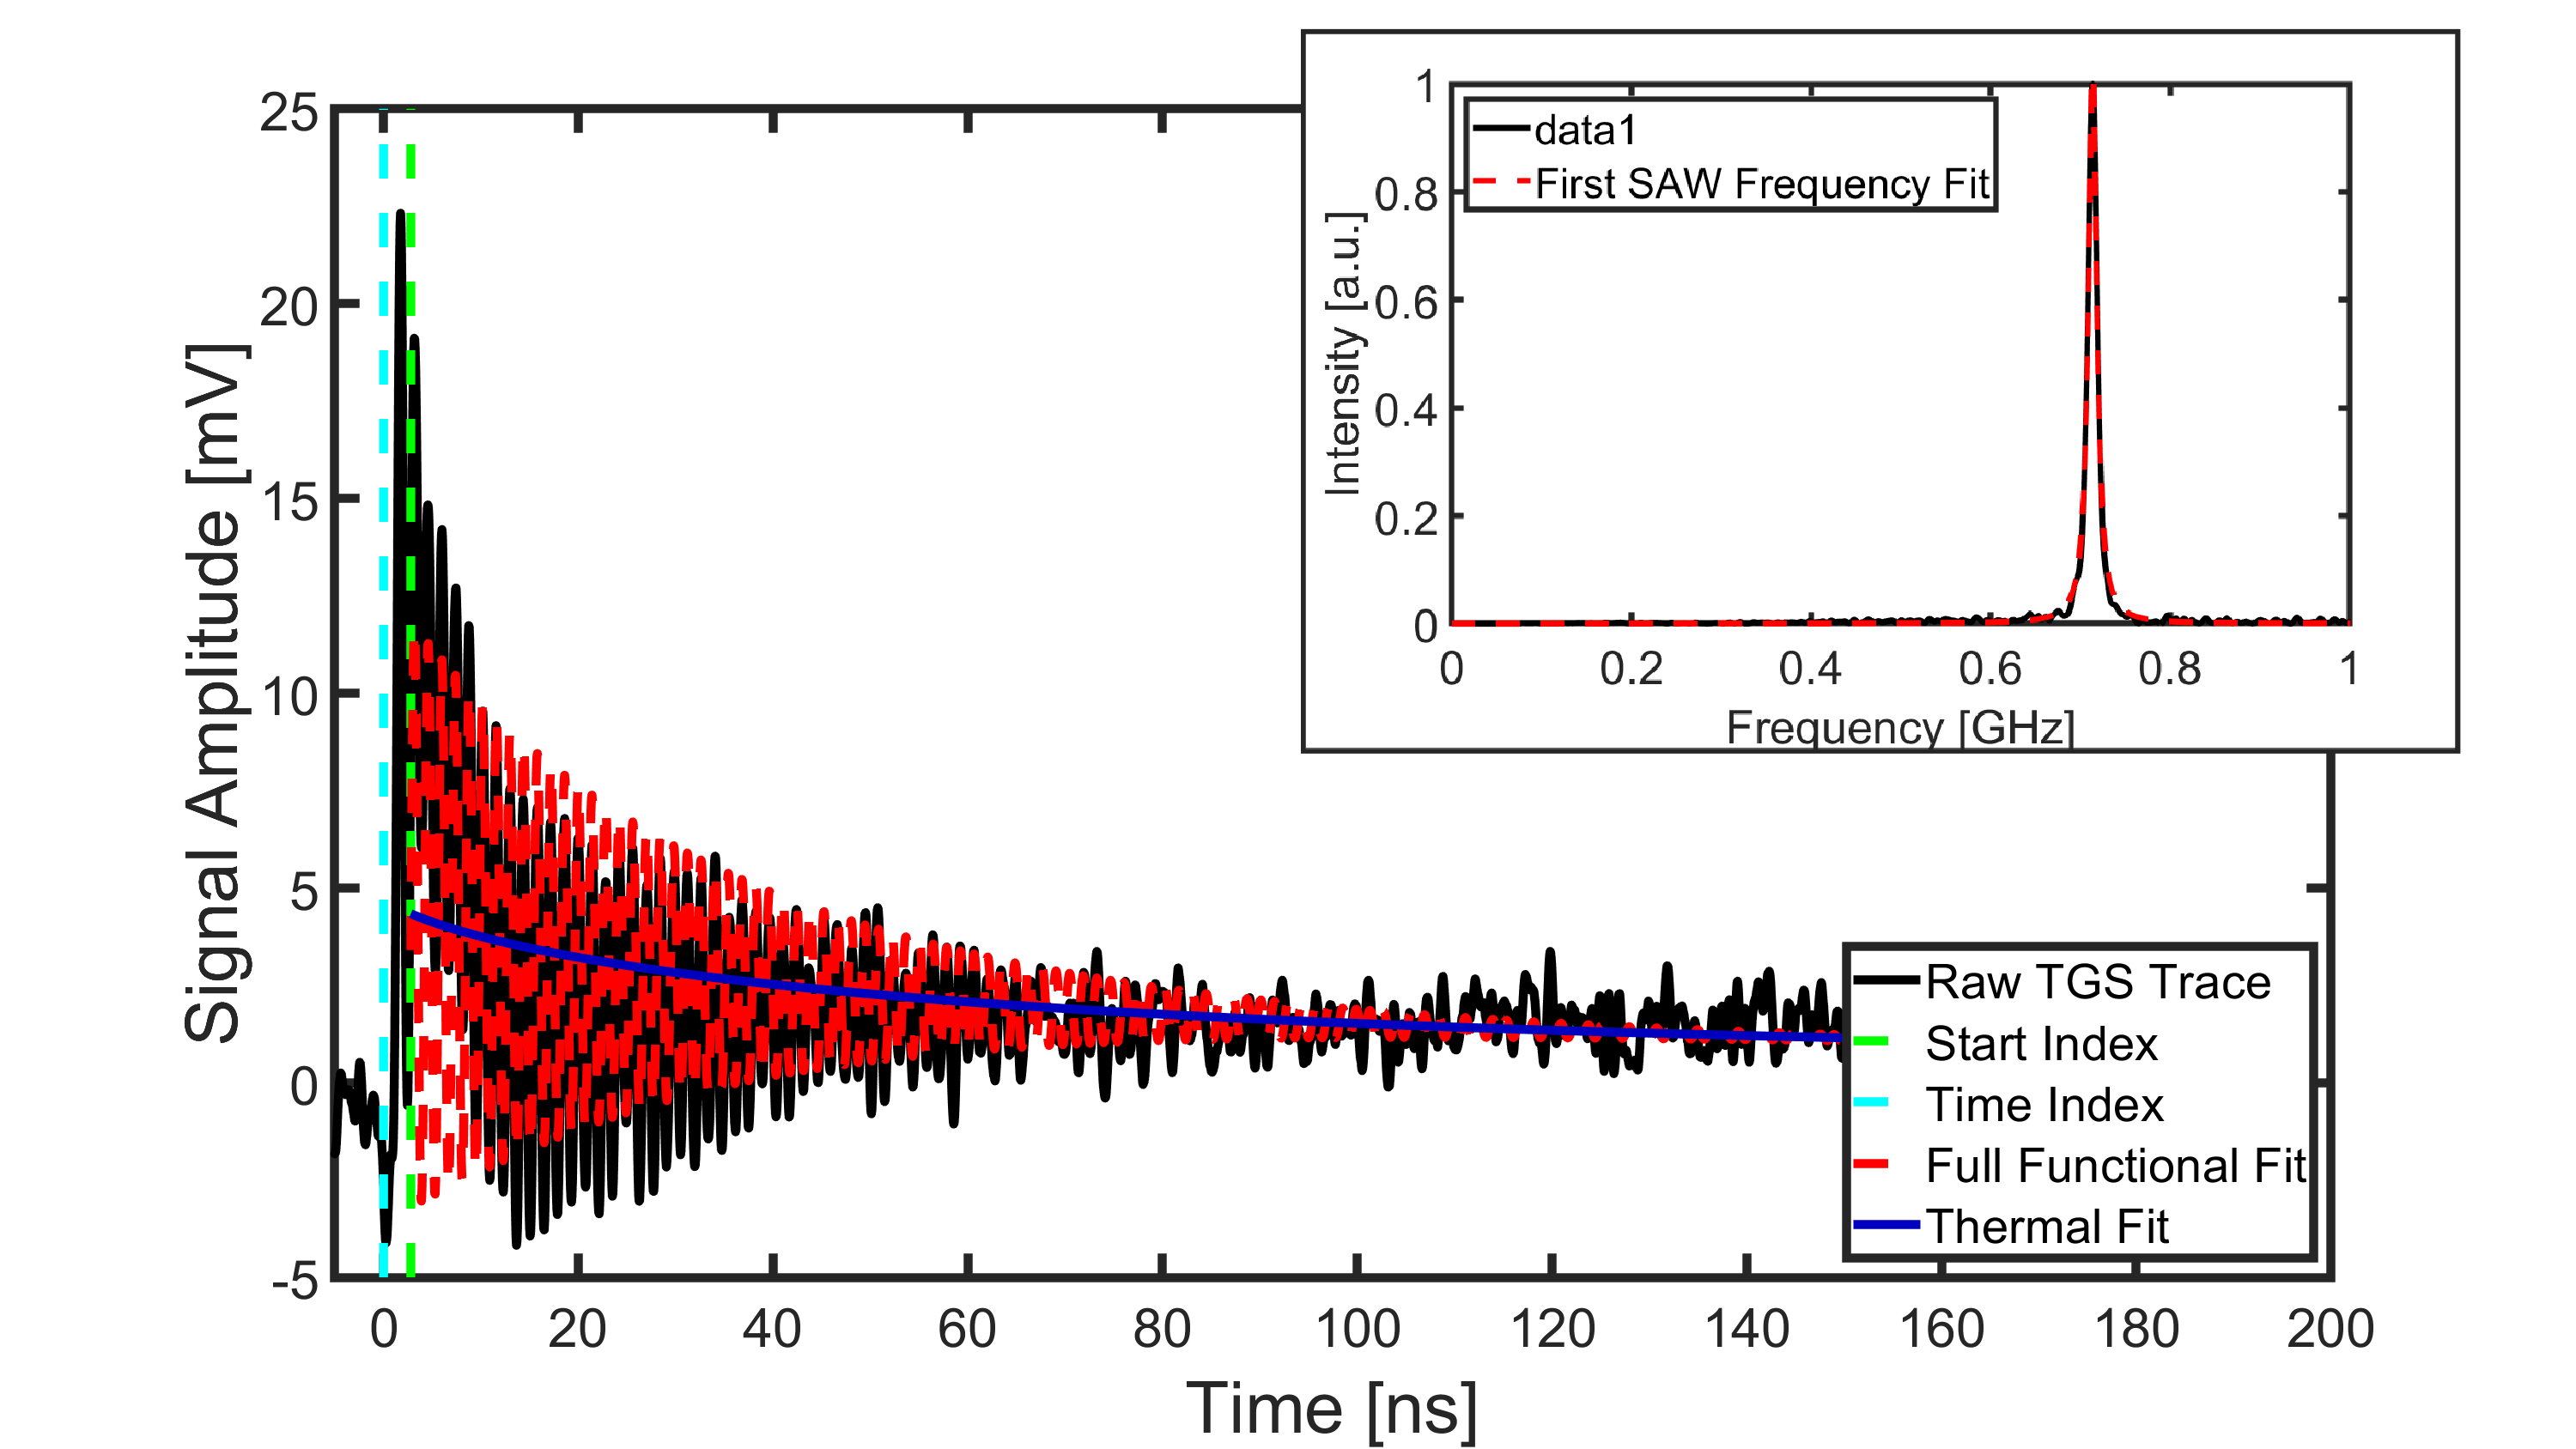 25
20
15
10
5
0
-5
Signal Amplitude [mV]
0 20 40 60 80 100 120 140 160 180 200
Time [ns]
1
0.8
0.6
0.4
0.2
0
Intensity [a.u.]
data1
First SAW Frequency Fit
0 0.2 0.4 0.6 0.8 1
Frequency [GHz]
Raw TGS Trace
Start Index
Time Index
Full Functional Fit
Thermal Fit